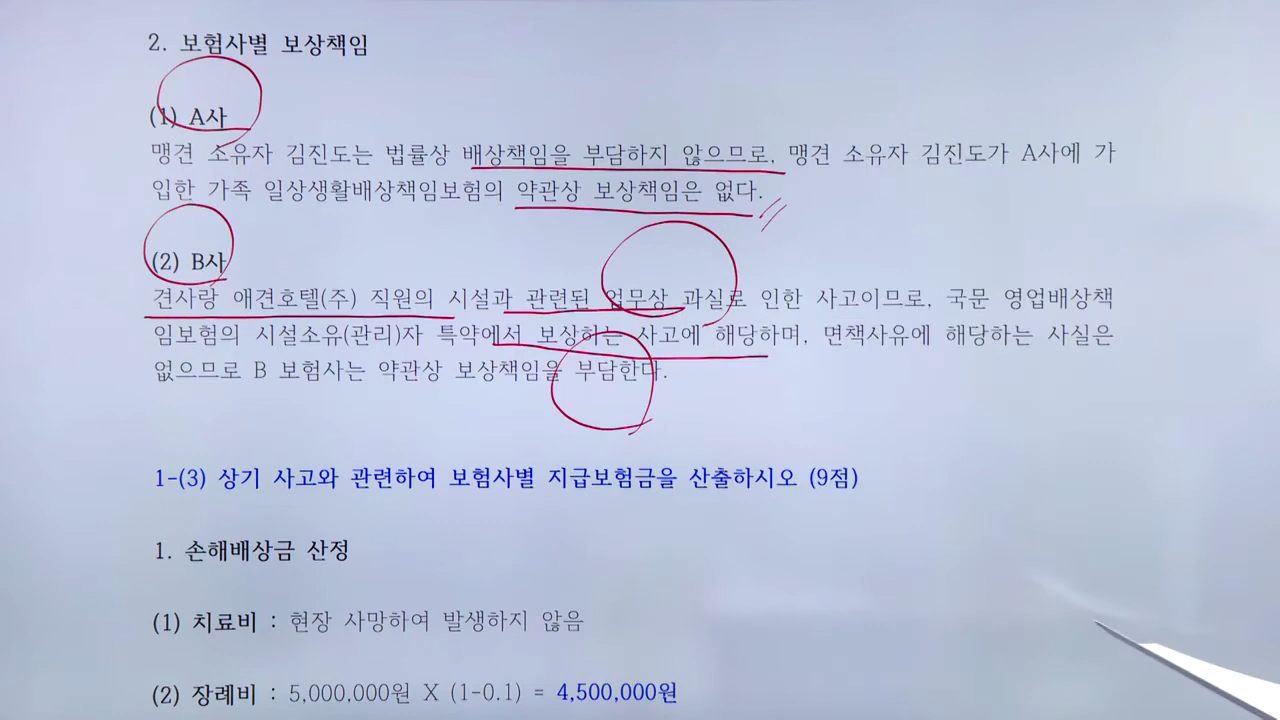 2. 보험사별 보상책임
(1) A사
맹견 소유자 김진도는 법률상 배상책임을 부담하지 않으므로, 맹견 소유자 김진도가 A사에 가
입한 가족 일상생활배상책임보험의 약관상 보상책임은 없다.
(2) B사
견사랑 애견호텔(주) 직원의 시설과 관련된 업무상 과실로 인한 사고이므로, 국문 영업배상책
임보험의 시설소유(관리)자 특약에서 보상하는 사고에 해당하며, 면책사유에 해당하는 사실은
없으므로 B 보험사는 약관상 보상책임을 부담한다.
1-(3) 상기 사고와 관련하여 보험사별 지급보험금을 산출하시오 (9점)
1. 손해배상금 산정
(1) 치료비 : 현장 사망하여 발생하지 않음
(2) 장례비 : 5,000,000원 X (1-0.1) = 4,500,000원